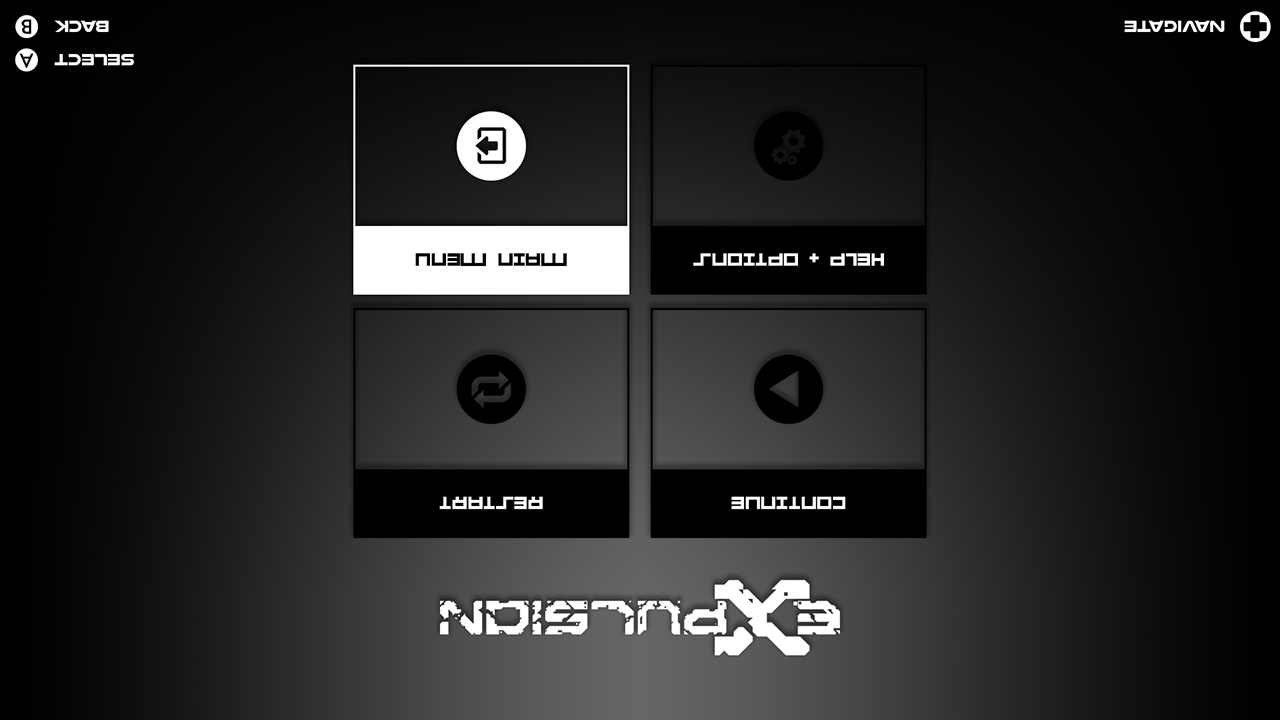 EXPULSION
CONTINUE
RESTART
HELP + OPTIONS
MAIN MENU
NAVIGATE
A SELECT
B BACK